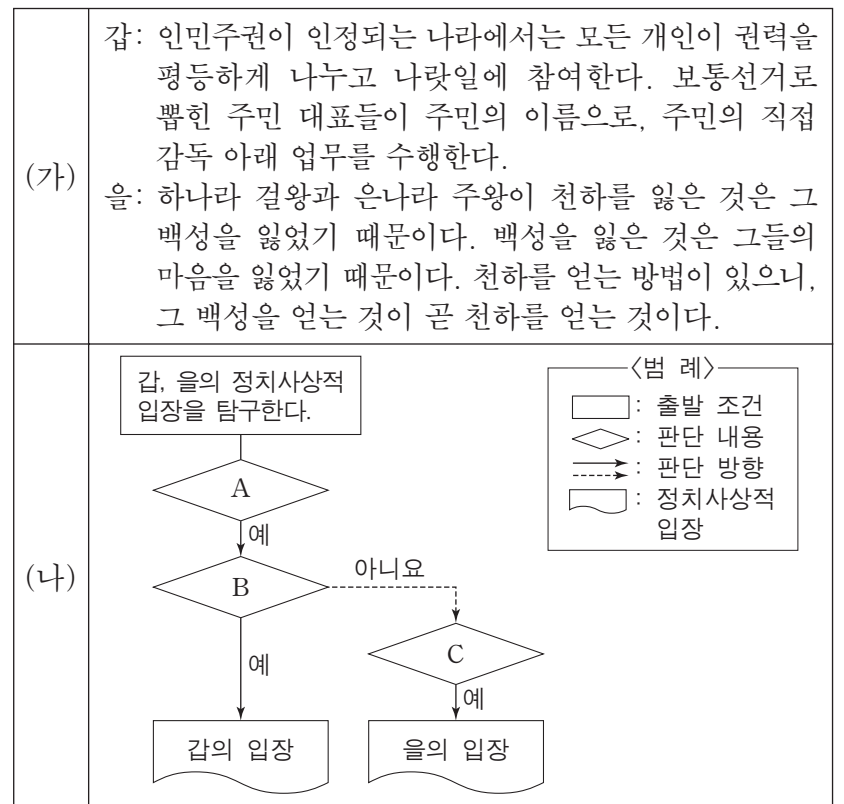 (가)
갑: 인민주권이 인정되는 나라에서는 모든 개인이 권력을
평등하게 나누고 나랏일에 참여한다. 보통선거로
뽑힌 주민 대표들이 주민의 이름으로, 주민의 직접
감독 아래 업무를 수행한다.
을: 하나라 걸왕과 은나라 주왕이 천하를 잃은 것은 그
백성을 잃었기 때문이다. 백성을 잃은 것은 그들의
마음을 잃었기 때문이다. 천하를 얻는 방법이 있으니,
그 백성을 얻는 것이 곧 천하를 얻는 것이다.
(나)
갑, 을의 정치사상적
입장을 탐구한다.
A
예
B
아니요
예
C
예
갑의 입장
을의 입장
〈범 례〉
: 출발 조건
: 판단 내용
: 판단 방향
: 정치사상적
입장